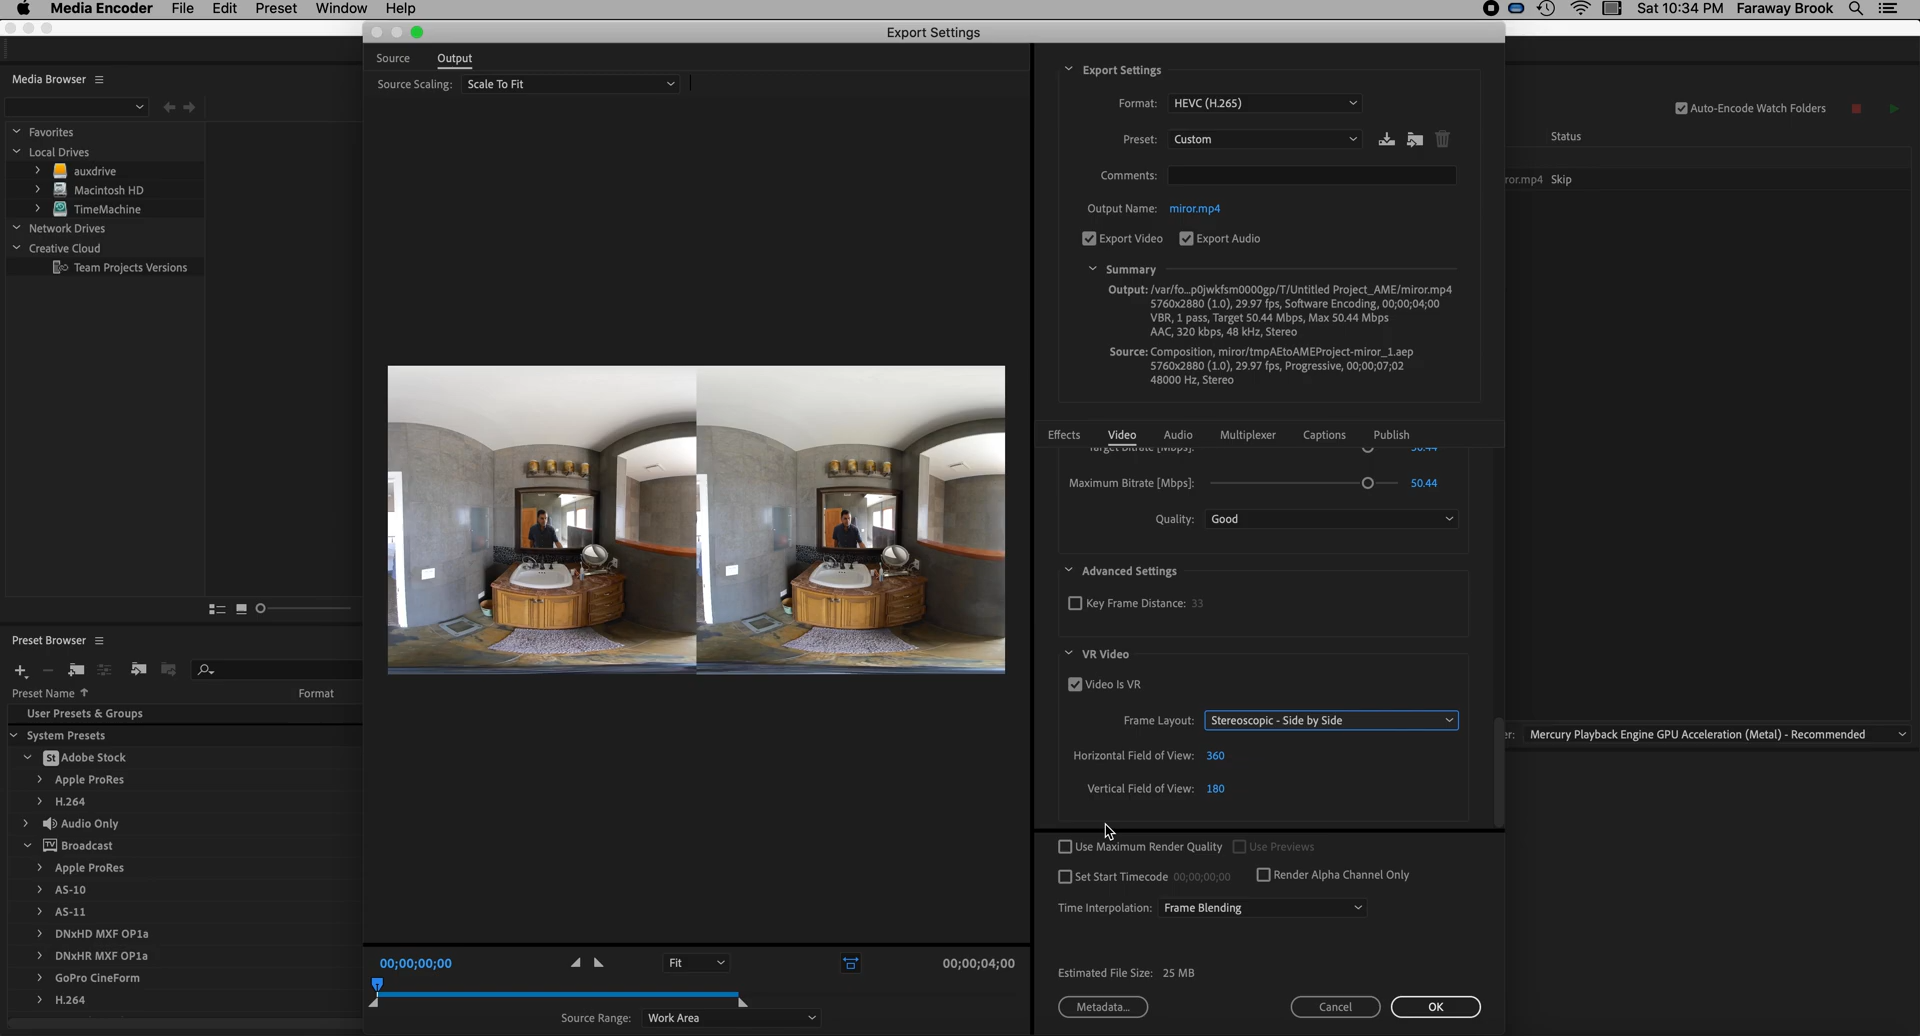 Media Encoder File Edit Preset Window Help
Sat 10:34 PM Faraway Brook
Export Settings
Source Output
Source Scaling: Scale To Fit
Media Browser
Favorites
Local Drives
auxdrive
Macintosh HD
TimeMachine
Network Drives
Creative Cloud
Team Projects Versions
Preset Browser
Preset Name Format
User Presets & Groups
System Presets
St Adobe Stock
Apple ProRes
H.264
Audio Only
TV Broadcast
Apple ProRes
AS-10
AS-11
DNxHD MXF OP1a
DNxHR MXF OP1a
GoPro CineForm
H.264
00;00;00;00 Fit 00;00;04;00
Source Range: Work Area
Export Settings
Format: HEVC (H.265)
Preset: Custom
Comments:
Output Name: miror.mp4
Export Video Export Audio
Summary
Output: /var/fo...p0jwkfsm0000gp/T/Untitled Project_AME/miror.mp4
5760x2880 (1.0), 29.97 fps, Software Encoding, 00;00;04;00
VBR, 1 pass, Target 50.44 Mbps, Max 50.44 Mbps
AAC, 320 kbps, 48 kHz, Stereo
Source: Composition, miror/tmpAEtoAMEProject-miror_1.aep
5760x2880 (1.0), 29.97 fps, Progressive, 00;00;07;02
48000 Hz, Stereo
Effects Video Audio Multiplexer Captions Publish
Target Bitrate [Mbps]: 50.44
Maximum Bitrate [Mbps]: 50.44
Quality: Good
Advanced Settings
Key Frame Distance: 33
VR Video
Video Is VR
Frame Layout: Stereoscopic - Side by Side
Horizontal Field of View: 360
Vertical Field of View: 180
Use Maximum Render Quality Use Previews
Set Start Timecode 00;00;00;00 Render Alpha Channel Only
Time Interpolation: Frame Blending
Estimated File Size: 25 MB
Metadata... Cancel OK
Auto-Encode Watch Folders
Status
ror.mp4 Skip
er: Mercury Playback Engine GPU Acceleration (Metal) - Recommended